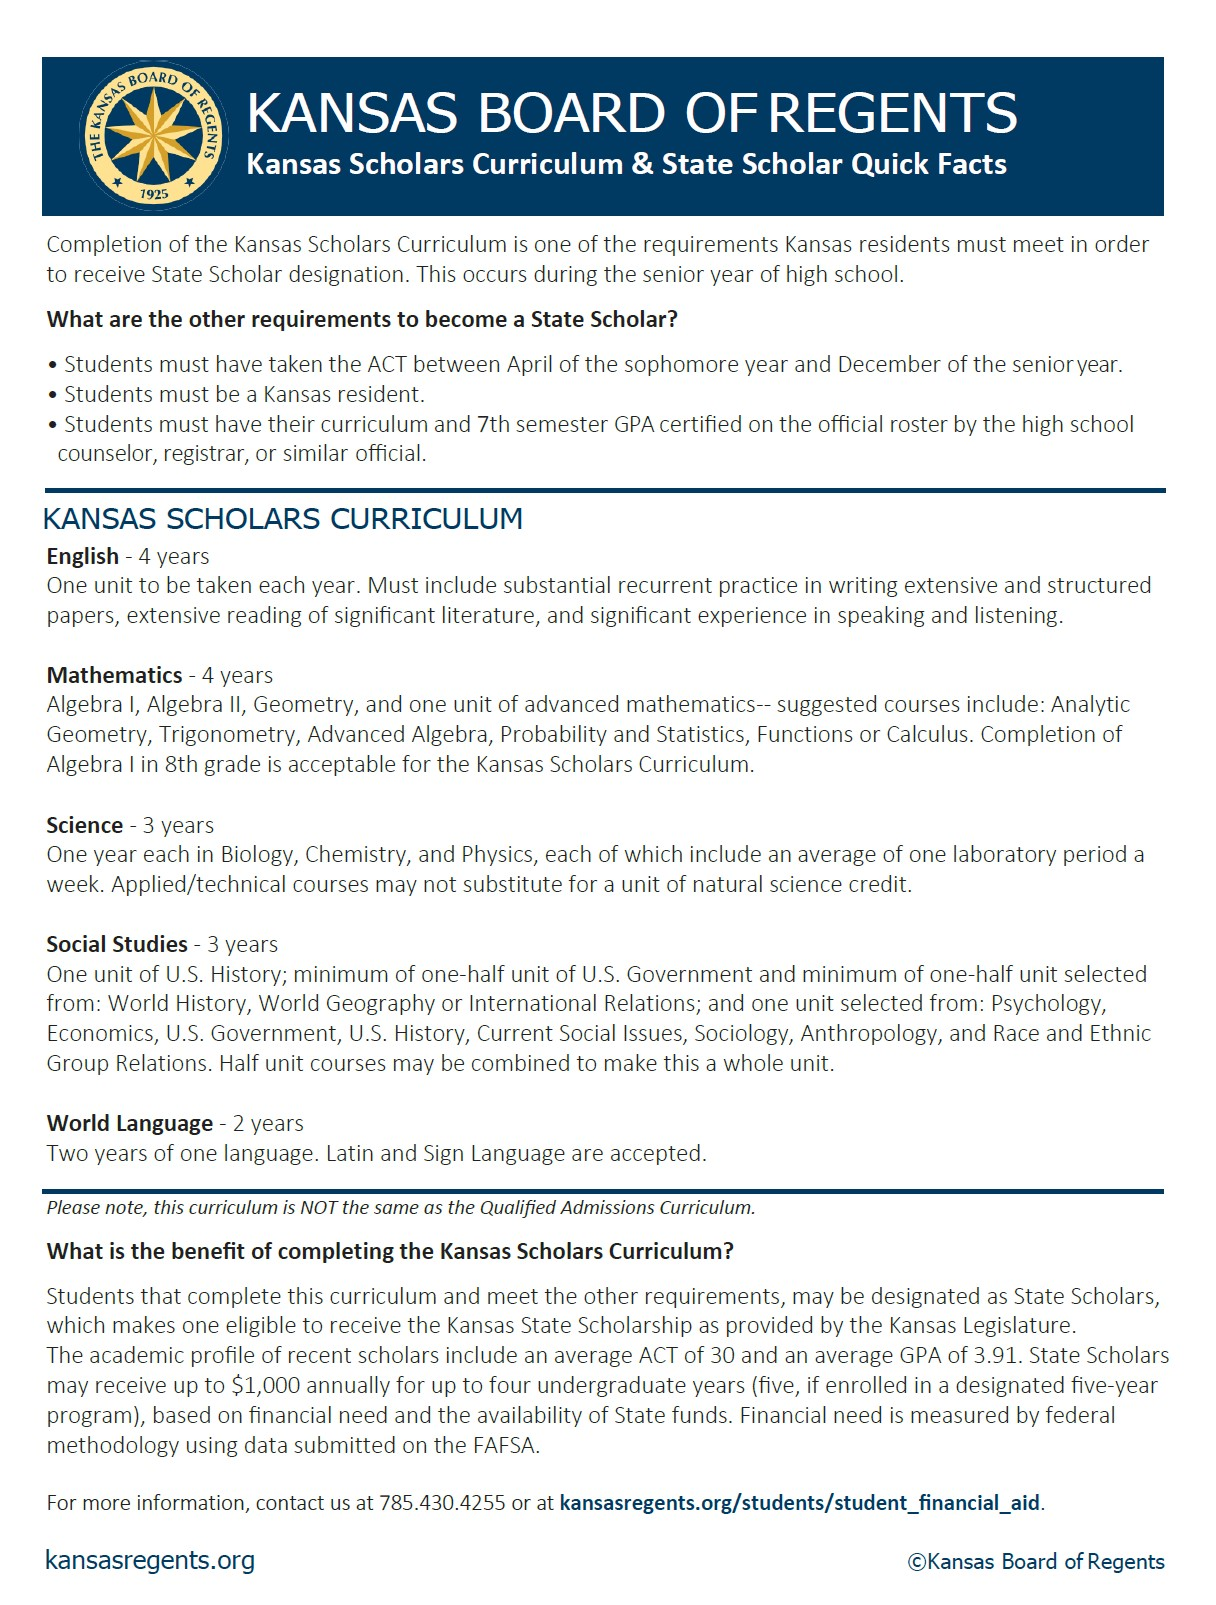 THE KANSAS BOARD OF REGENTS
1925
KANSAS BOARD OF REGENTS
Kansas Scholars Curriculum & State Scholar Quick Facts
Completion of the Kansas Scholars Curriculum is one of the requirements Kansas residents must meet in order
to receive State Scholar designation. This occurs during the senior year of high school.
What are the other requirements to become a State Scholar?
• Students must have taken the ACT between April of the sophomore year and December of the senior year.
• Students must be a Kansas resident.
• Students must have their curriculum and 7th semester GPA certified on the official roster by the high school
counselor, registrar, or similar official.
KANSAS SCHOLARS CURRICULUM
English - 4 years
One unit to be taken each year. Must include substantial recurrent practice in writing extensive and structured
papers, extensive reading of significant literature, and significant experience in speaking and listening.
Mathematics - 4 years
Algebra I, Algebra II, Geometry, and one unit of advanced mathematics-- suggested courses include: Analytic
Geometry, Trigonometry, Advanced Algebra, Probability and Statistics, Functions or Calculus. Completion of
Algebra I in 8th grade is acceptable for the Kansas Scholars Curriculum.
Science - 3 years
One year each in Biology, Chemistry, and Physics, each of which include an average of one laboratory period a
week. Applied/technical courses may not substitute for a unit of natural science credit.
Social Studies - 3 years
One unit of U.S. History; minimum of one-half unit of U.S. Government and minimum of one-half unit selected
from: World History, World Geography or International Relations; and one unit selected from: Psychology,
Economics, U.S. Government, U.S. History, Current Social Issues, Sociology, Anthropology, and Race and Ethnic
Group Relations. Half unit courses may be combined to make this a whole unit.
World Language - 2 years
Two years of one language. Latin and Sign Language are accepted.
Please note, this curriculum is NOT the same as the Qualified Admissions Curriculum.
What is the benefit of completing the Kansas Scholars Curriculum?
Students that complete this curriculum and meet the other requirements, may be designated as State Scholars,
which makes one eligible to receive the Kansas State Scholarship as provided by the Kansas Legislature.
The academic profile of recent scholars include an average ACT of 30 and an average GPA of 3.91. State Scholars
may receive up to $1,000 annually for up to four undergraduate years (five, if enrolled in a designated five-year
program), based on financial need and the availability of State funds. Financial need is measured by federal
methodology using data submitted on the FAFSA.
For more information, contact us at 785.430.4255 or at kansasregents.org/students/student_financial_aid.
kansasregents.org
©Kansas Board of Regents